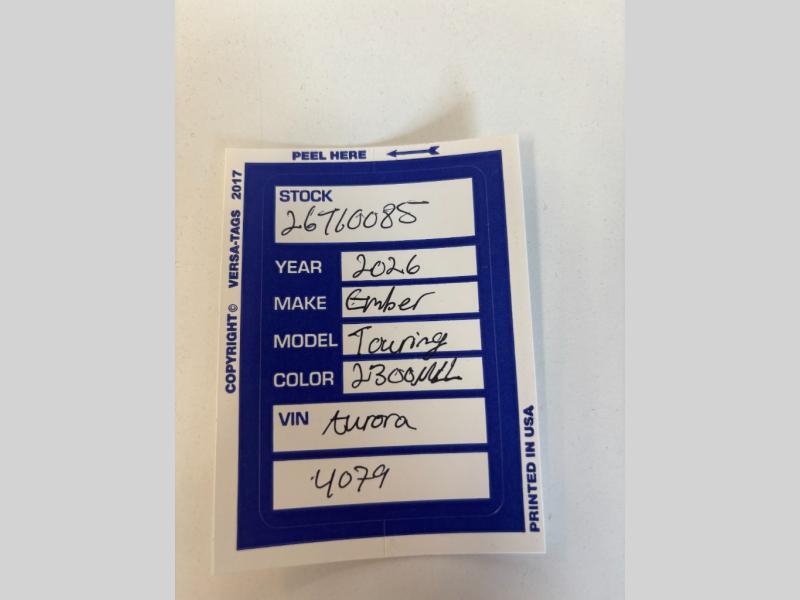 PEEL HERE
STOCK
26T10085
YEAR 2026
MAKE Ember
MODEL Touring
COLOR
VIN Aurora
4079
COPYRIGHT © VERSA-TAGS 2017
PRINTED IN USA